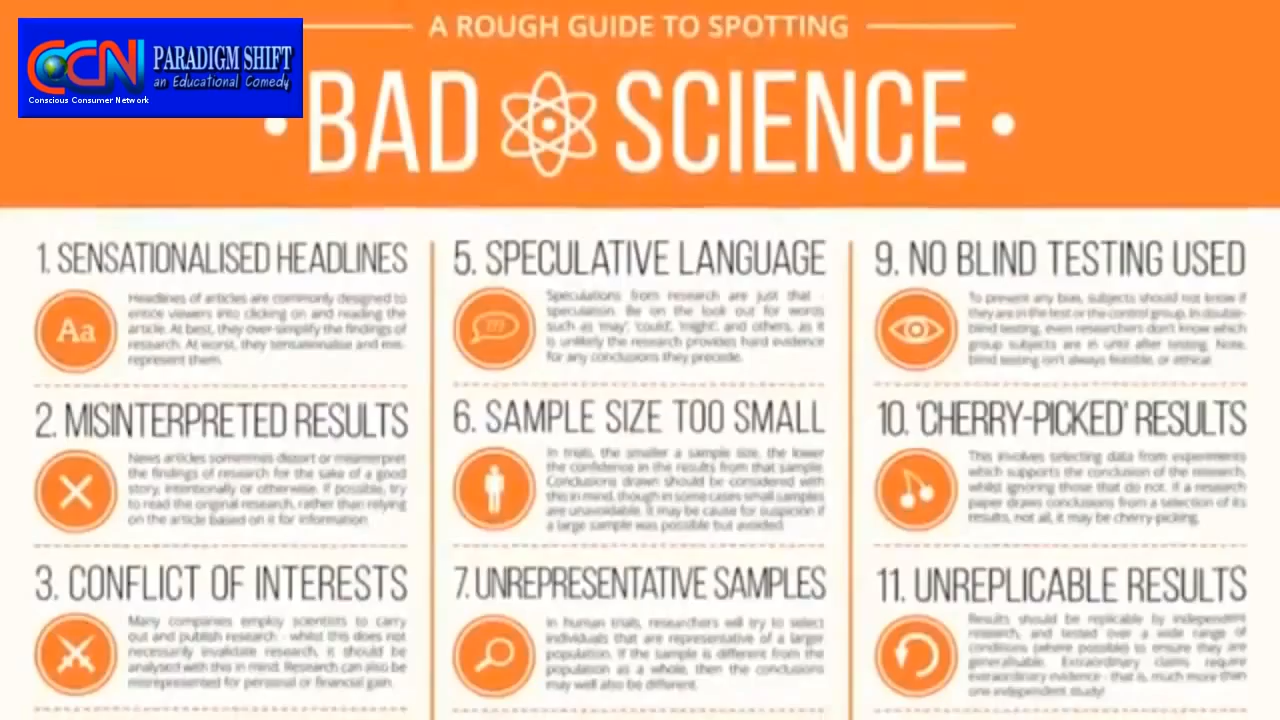 A ROUGH GUIDE TO SPOTTING
CCN PARADIGM SHIFT
an Educational Comedy
Conscious Consumer Network
• BAD SCIENCE •
1. SENSATIONALISED HEADLINES
Aa
Headlines of articles are commonly designed to
entice viewers into clicking on and reading the
article. At best, they over-simplify the findings of
research. At worst, they sensationalise and mis-
represent them.
2. MISINTERPRETED RESULTS
News articles sometimes distort or misinterpret
the findings of research for the sake of a good
story, intentionally or otherwise. If possible, try
to read the original research, rather than relying
on the article based on it for information.
3. CONFLICT OF INTERESTS
Many companies employ scientists to carry
out and publish research - whilst this does not
necessarily invalidate research, it should be
analysed with this in mind. Research can also be
misrepresented for personal or financial gain.
5. SPECULATIVE LANGUAGE
???
Speculations from research are just that -
speculation. Be on the look out for words
such as 'may', 'could', 'might', and others, as it
is unlikely the research provides hard evidence
for any conclusions they precede.
6. SAMPLE SIZE TOO SMALL
In trials, the smaller a sample size, the lower
the confidence in the results from that sample.
Conclusions drawn should be considered with
this in mind, though in some cases small samples
are unavoidable. It may be cause for suspicion if
a large sample was possible but avoided.
7. UNREPRESENTATIVE SAMPLES
In human trials, researchers will try to select
individuals that are representative of a larger
population. If the sample is different from the
population as a whole, then the conclusions
may well also be different.
9. NO BLIND TESTING USED
To prevent any bias, subjects should not know if
they are in the test or the control group. In double-
blind testing, even researchers don't know which
group subjects are in until after testing. Note,
blind testing isn't always feasible, or ethical.
10. 'CHERRY-PICKED' RESULTS
This involves selecting data from experiments
which supports the conclusion of the research,
whilst ignoring those that do not. If a research
paper draws conclusions from a selection of its
results, not all, it may be cherry-picking.
11. UNREPLICABLE RESULTS
Results should be replicable by independent
research, and tested over a wide range of
conditions (where possible) to ensure they are
generalisable. Extraordinary claims require
extraordinary evidence - that is, much more than
one independent study!